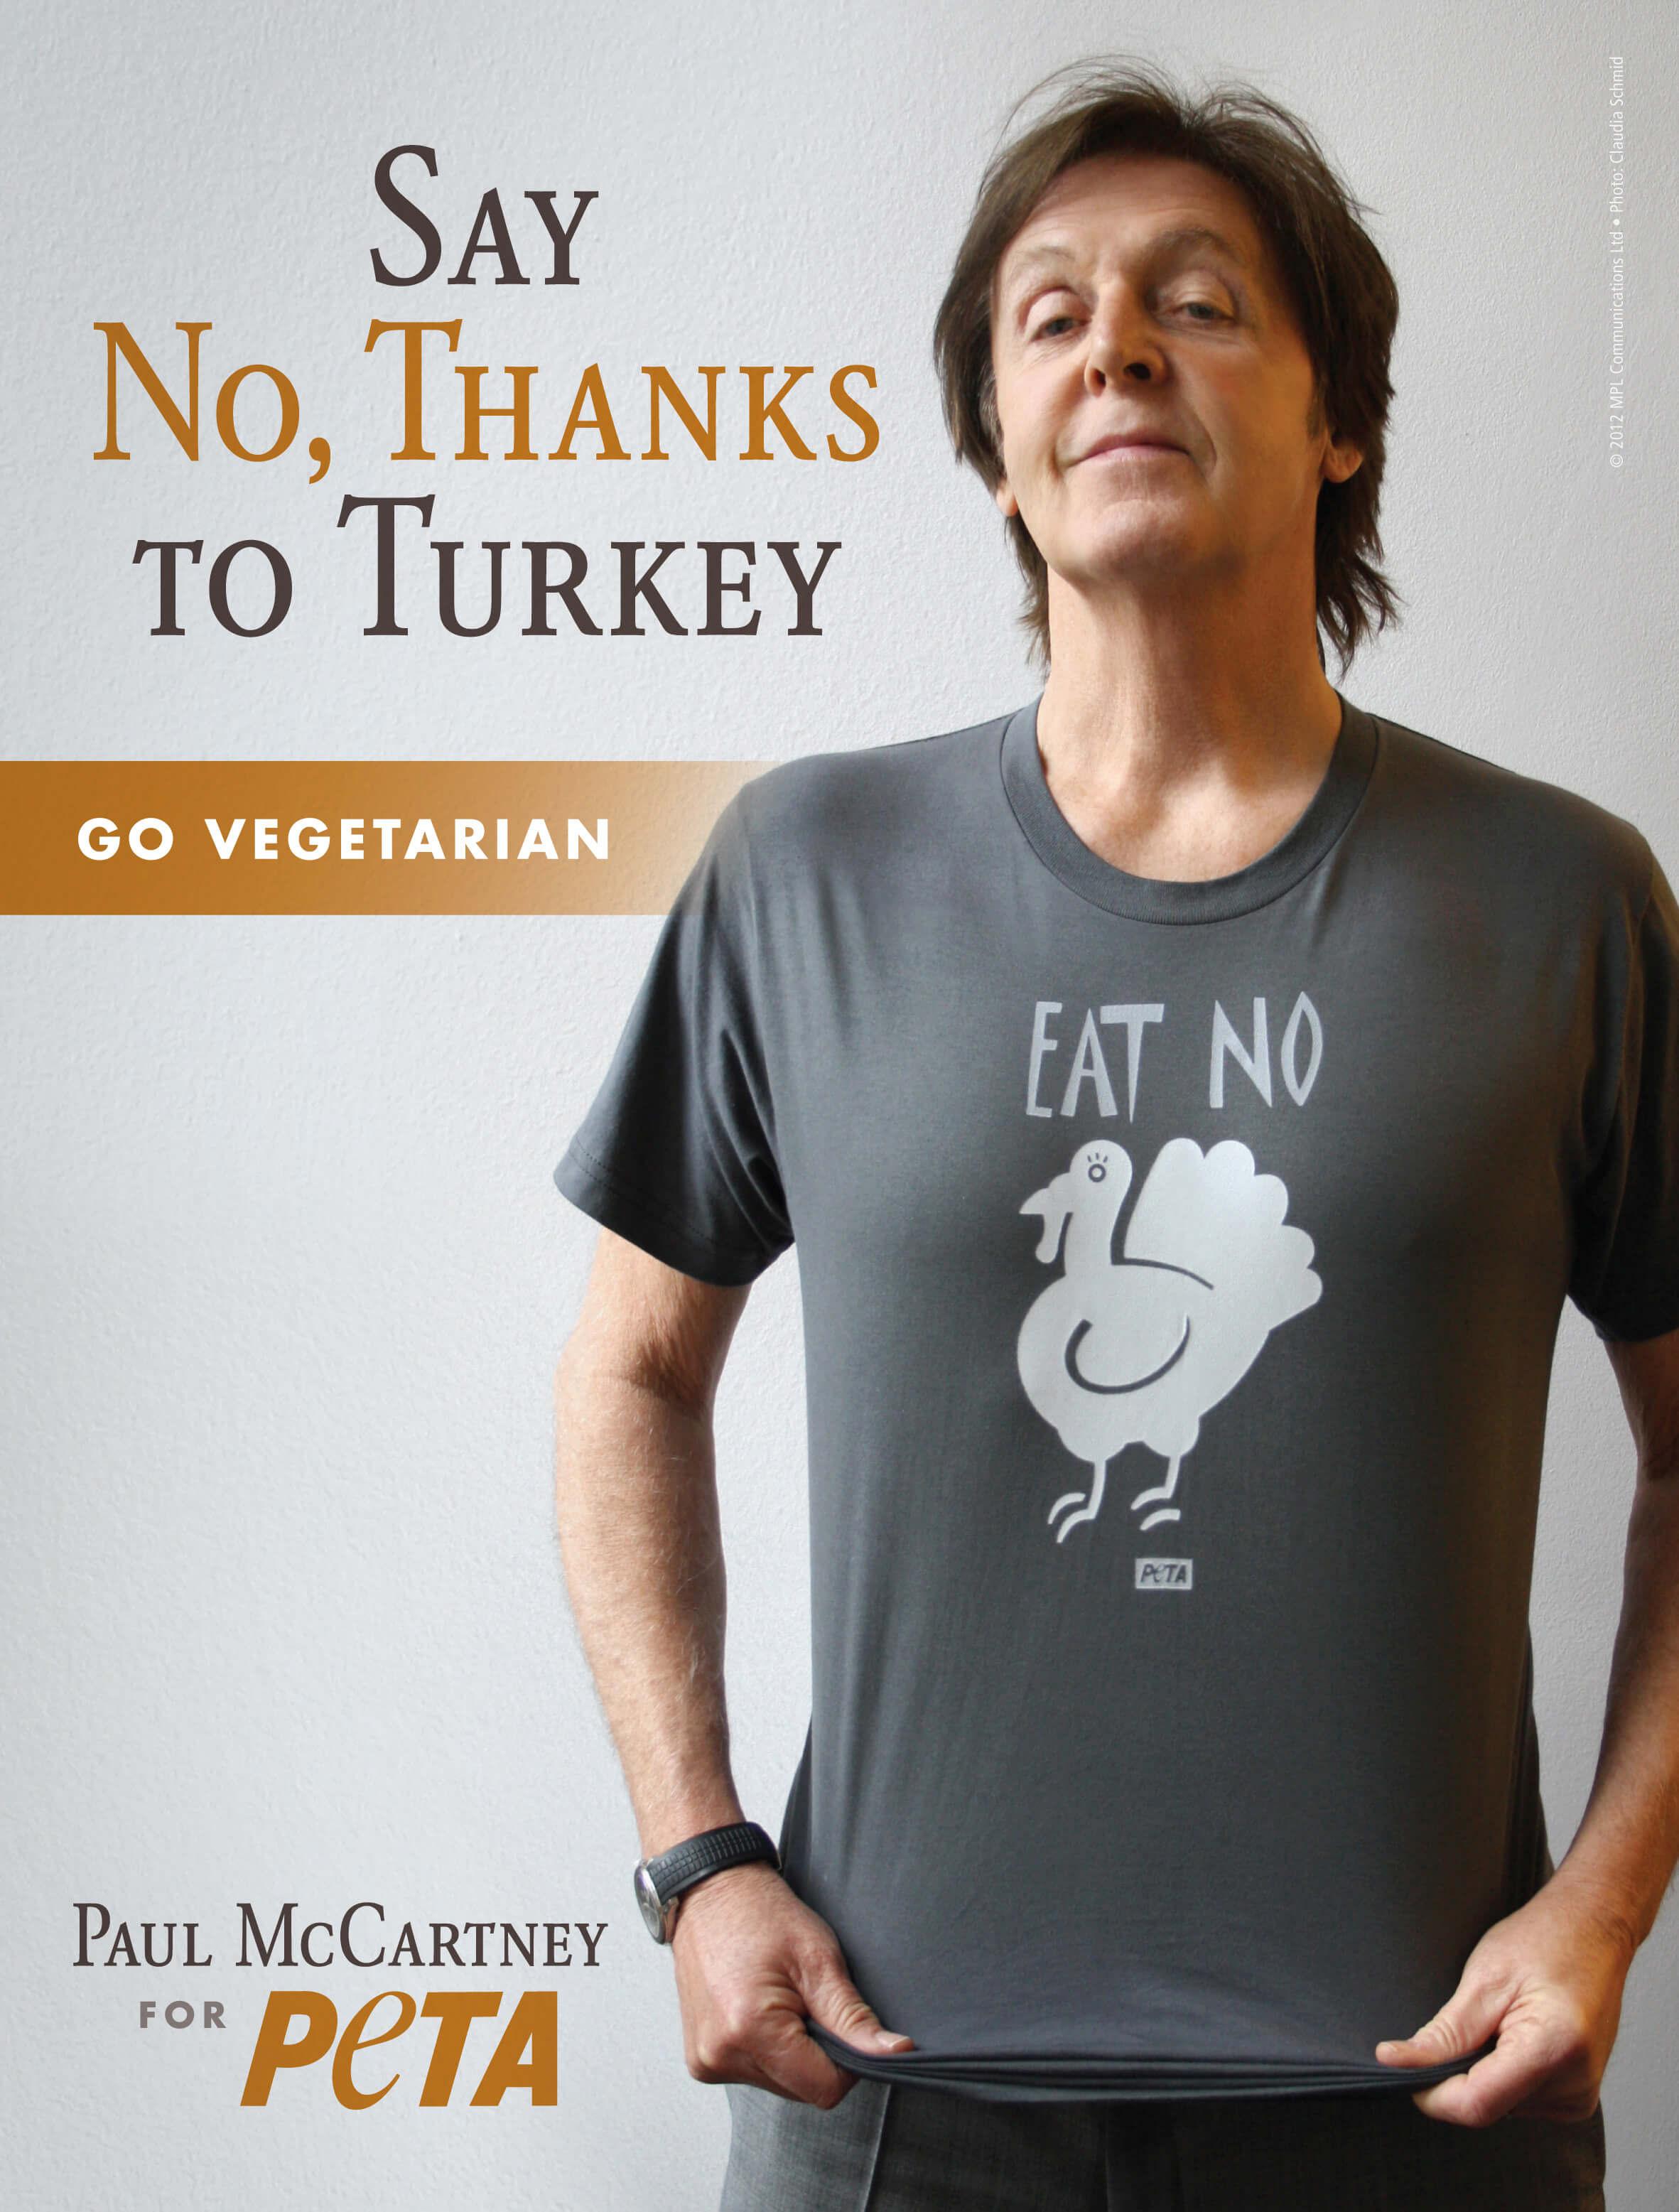 Say
No, Thanks
to Turkey
GO VEGETARIAN
EAT NO
PETA
Paul McCartney
FOR PETA
© 2012 MPL Communications Ltd • Photo: Claudia Schmid